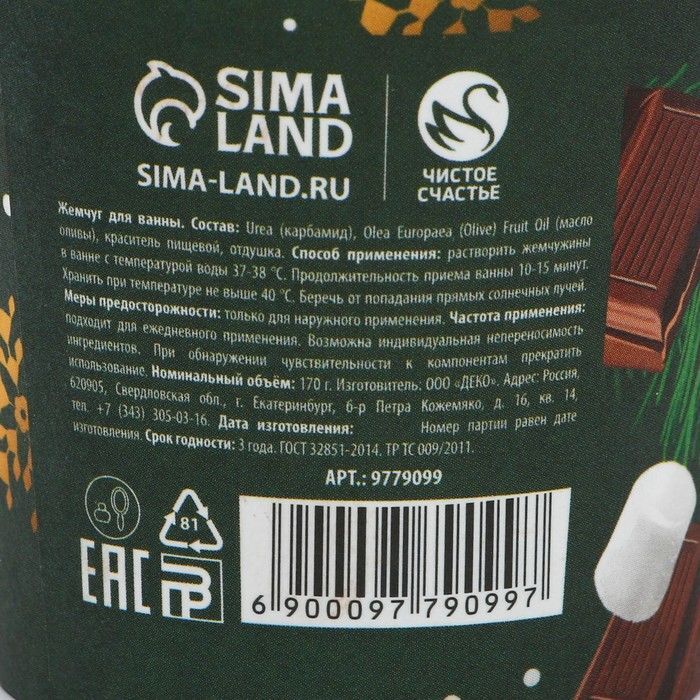 SIMA
LAND
SIMA-LAND.RU
ЧИСТОЕ
СЧАСТЬЕ
Жемчуг для ванны. Состав: Urea (карбамид), Olea Europaea (Olive) Fruit Oil (масло
оливы), краситель пищевой, отдушка. Способ применения: растворить жемчужины
в ванне с температурой воды 37-38 °С. Продолжительность приема ванны 10-15 минут.
Хранить при температуре не выше 40 °С. Беречь от попадания прямых солнечных лучей.
Меры предосторожности: только для наружного применения. Частота применения:
подходит для ежедневного применения. Возможна индивидуальная непереносимость
ингредиентов. При обнаружении чувствительности к компонентам прекратить
использование. Номинальный объём: 170 г. Изготовитель: ООО «ДЕКО». Адрес: Россия,
620905, Свердловская обл., г. Екатеринбург, б-р Петра Кожемяко, д. 16, кв. 14,
тел. +7 (343) 305-03-16. Дата изготовления: Номер партии равен дате
изготовления. Срок годности: 3 года. ГОСТ 32851-2014. ТР ТС 009/2011.
АРТ.: 9779099
81
EAC
6 900097 790997